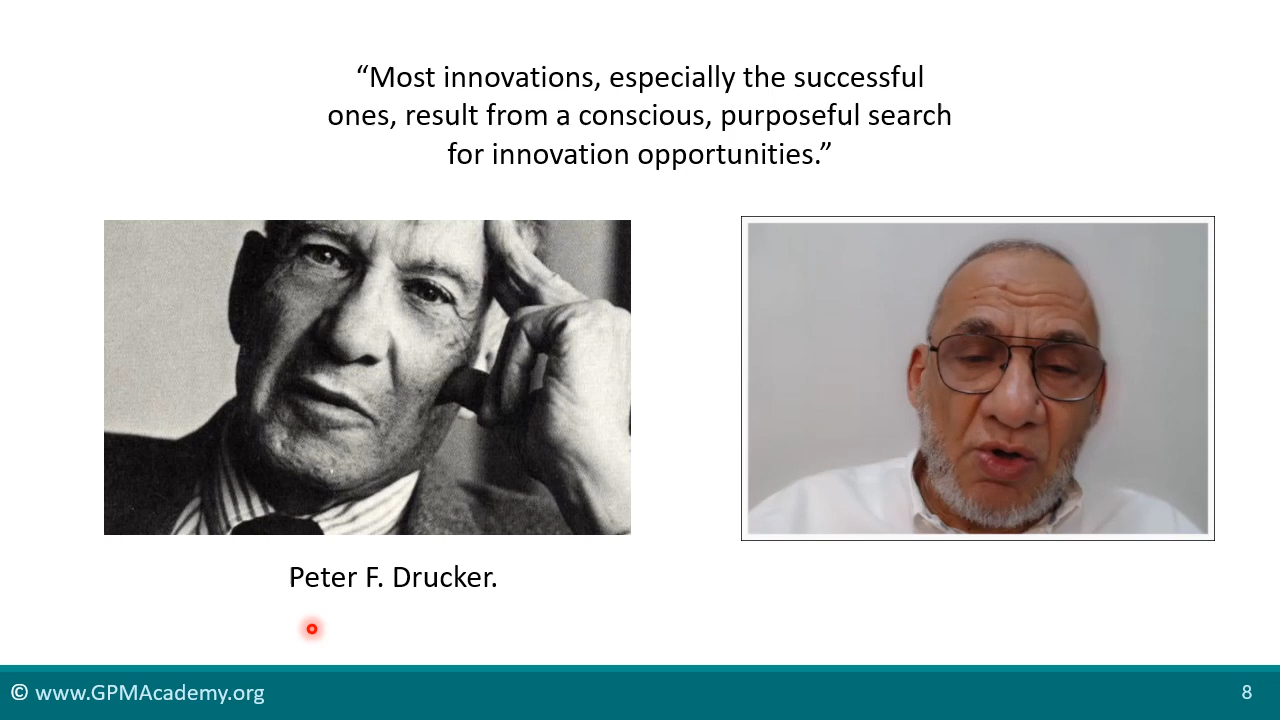 “Most innovations, especially the successful
ones, result from a conscious, purposeful search
for innovation opportunities.”
Peter F. Drucker.
© www.GPMAcademy.org
8